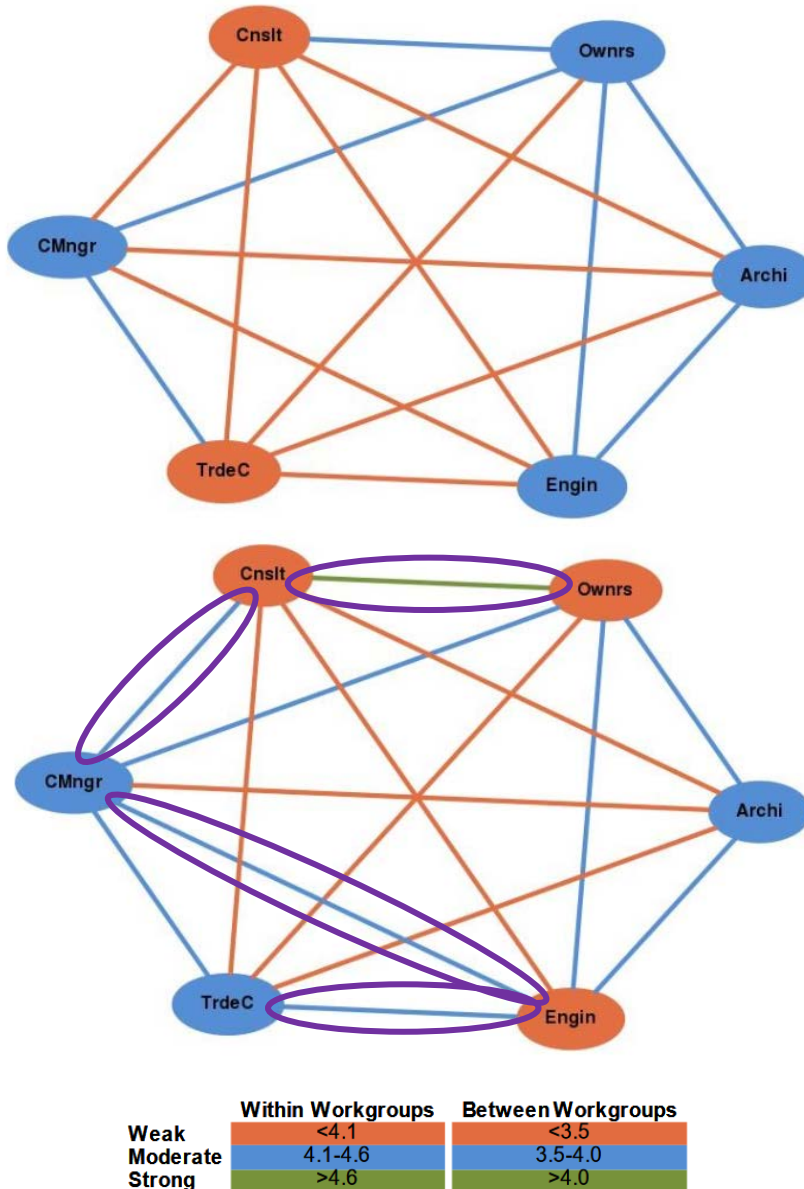 Cnslt
Ownrs
CMngr
Archi
TrdeC
Engin
Cnslt
Ownrs
CMngr
Archi
TrdeC
Engin
Within Workgroups Between Workgroups
Weak <4.1 <3.5
Moderate 4.1-4.6 3.5-4.0
Strong >4.6 >4.0